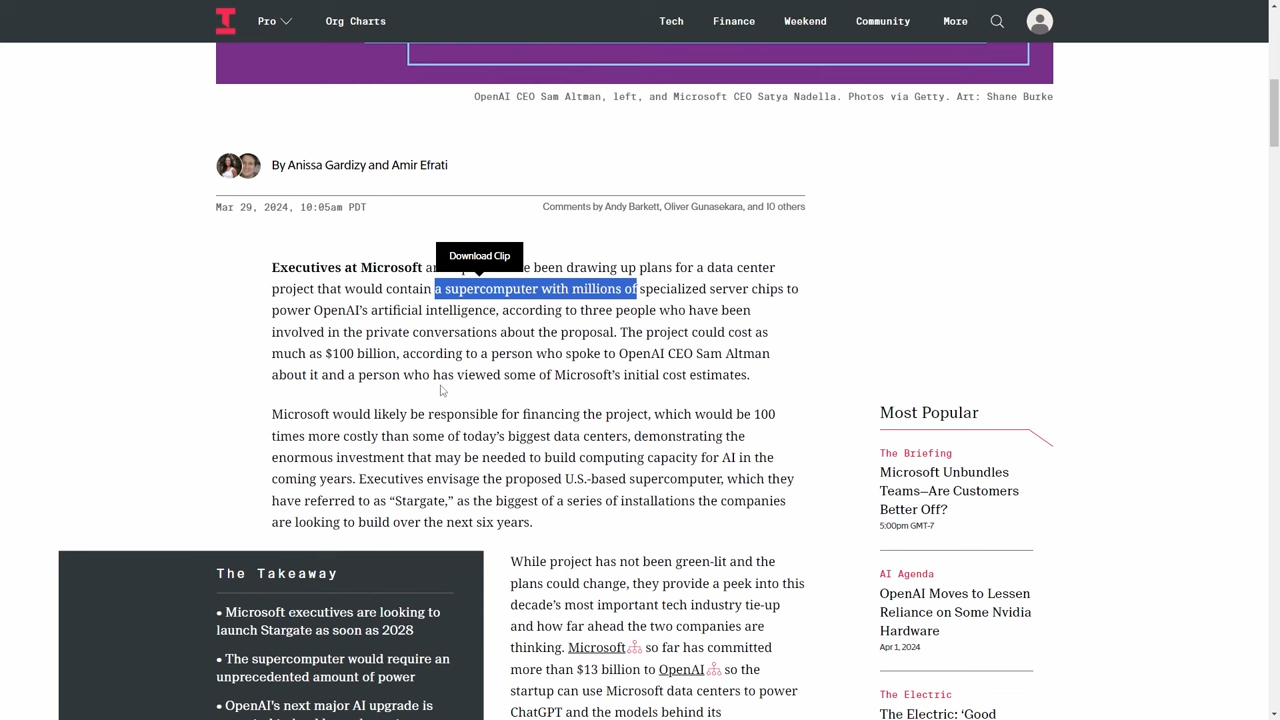 Pro
Org Charts
Tech
Finance
Weekend
Community
More
OpenAI CEO Sam Altman, left, and Microsoft CEO Satya Nadella. Photos via Getty. Art: Shane Burke
By Anissa Gardizy and Amir Efrati
Mar 29, 2024, 10:05am PDT
Comments by Andy Barkett, Oliver Gunasekara, and 10 others
Download Clip
Executives at Microsoft been drawing up plans for a data center
project that would contain a supercomputer with millions of specialized server chips to
power OpenAI’s artificial intelligence, according to three people who have been
involved in the private conversations about the proposal. The project could cost as
much as $100 billion, according to a person who spoke to OpenAI CEO Sam Altman
about it and a person who has viewed some of Microsoft’s initial cost estimates.
Microsoft would likely be responsible for financing the project, which would be 100
times more costly than some of today’s biggest data centers, demonstrating the
enormous investment that may be needed to build computing capacity for AI in the
coming years. Executives envisage the proposed U.S.-based supercomputer, which they
have referred to as “Stargate,” as the biggest of a series of installations the companies
are looking to build over the next six years.
The Takeaway
• Microsoft executives are looking to
launch Stargate as soon as 2028
• The supercomputer would require an
unprecedented amount of power
• OpenAI’s next major AI upgrade is
While project has not been green-lit and the
plans could change, they provide a peek into this
decade’s most important tech industry tie-up
and how far ahead the two companies are
thinking. Microsoft so far has committed
more than $13 billion to OpenAI so the
startup can use Microsoft data centers to power
ChatGPT and the models behind its
Most Popular
The Briefing
Microsoft Unbundles
Teams—Are Customers
Better Off?
5:00pm GMT-7
AI Agenda
OpenAI Moves to Lessen
Reliance on Some Nvidia
Hardware
Apr 1, 2024
The Electric
The Electric: ‘Good